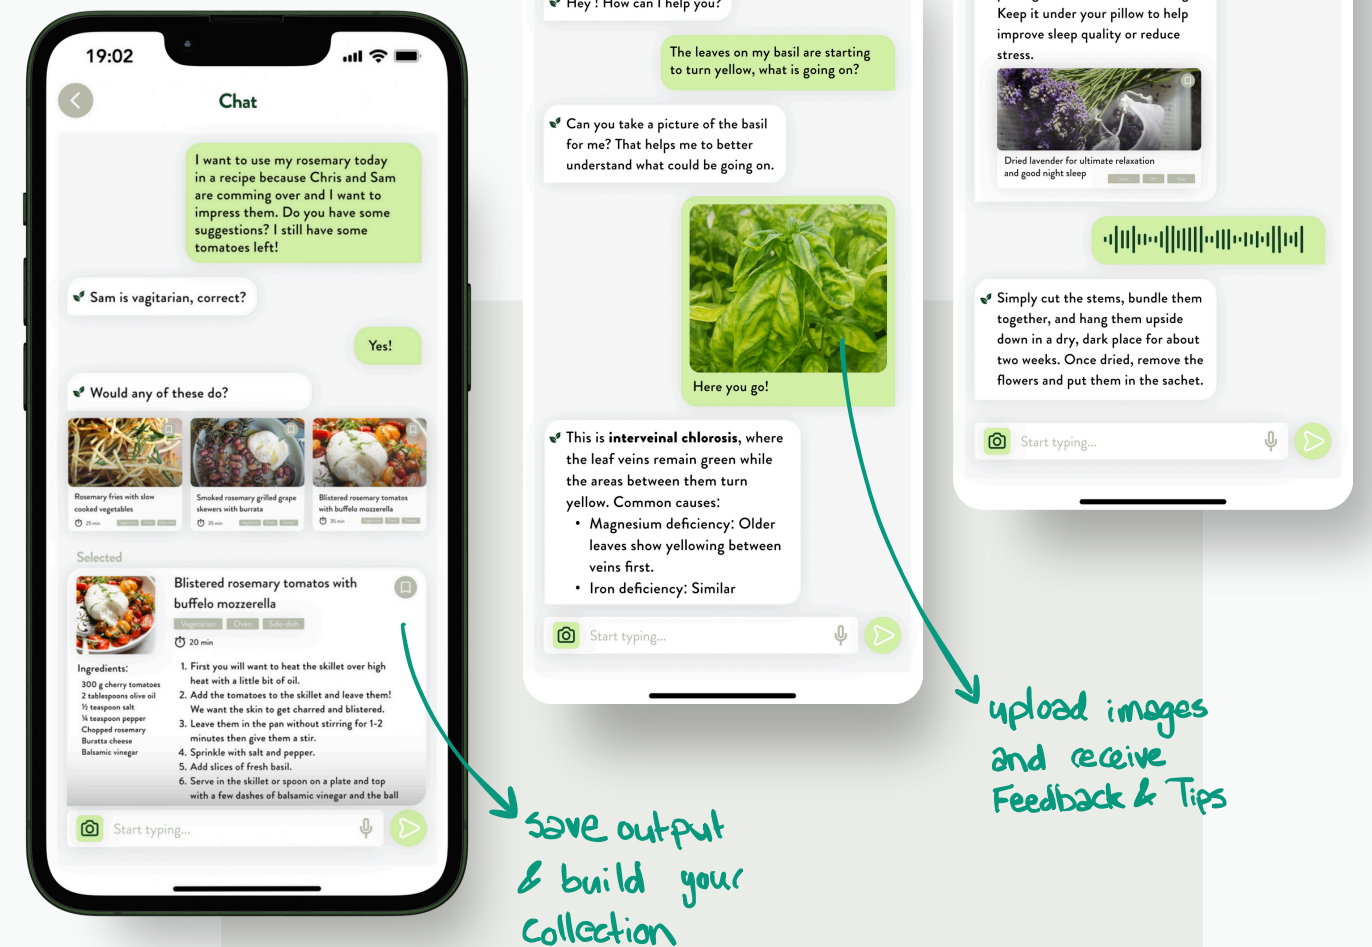 19:02
Chat
I want to use my rosemary today
in a recipe because Chris and Sam
are comming over and I want to
impress them. Do you have some
suggestions? I still have some
tomatoes left!
Sam is vagitarian, correct?
Yes!
Would any of these do?
Rosemary fries with slow
cooked vegetables
25 min
Smoked rosemary grilled grape
skewers with burrata
35 min
Blistered rosemary tomatos
with buffelo mozzerella
35 min
Selected
Blistered rosemary tomatos with
buffelo mozzerella
Vegetarian Oven Side-dish
20 min
Ingredients:
300 g cherry tomatoes
2 tablespoons olive oil
½ teaspoon salt
¼ teaspoon pepper
Chopped rosemary
Buratta cheese
Balsamic vinegar
1. First you will want to heat the skillet over high
heat with a little bit of oil.
2. Add the tomatoes to the skillet and leave them!
We want the skin to get charred and blistered.
3. Leave them in the pan without stirring for 1-2
minutes then give them a stir.
4. Sprinkle with salt and pepper.
5. Add slices of fresh basil.
6. Serve in the skillet or spoon on a plate and top
with a few dashes of balsamic vinegar and the ball
Start typing...
save output
& build your
Collection
Hey ! How can I help you?
The leaves on my basil are starting
to turn yellow, what is going on?
Can you take a picture of the basil
for me? That helps me to better
understand what could be going on.
Here you go!
This is interveinal chlorosis, where
the leaf veins remain green while
the areas between them turn
yellow. Common causes:
• Magnesium deficiency: Older
leaves show yellowing between
veins first.
• Iron deficiency: Similar
Start typing...
upload images
and receive
Feedback & Tips
Keep it under your pillow to help
improve sleep quality or reduce
stress.
Dried lavender for ultimate relaxation
and good night sleep
Simply cut the stems, bundle them
together, and hang them upside
down in a dry, dark place for about
two weeks. Once dried, remove the
flowers and put them in the sachet.
Start typing...